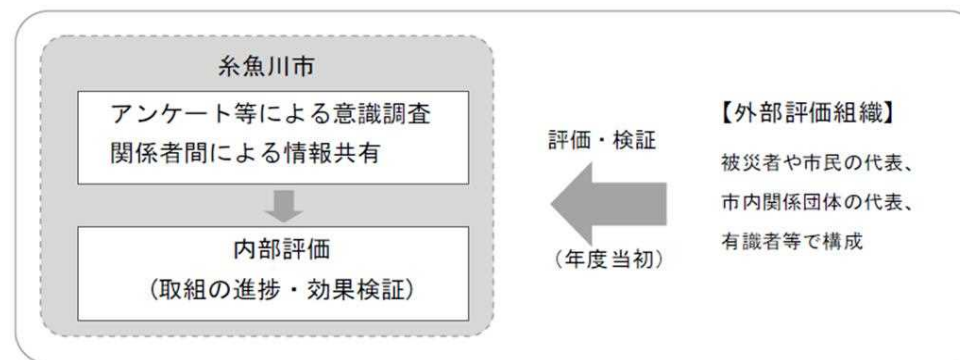 糸魚川市
アンケート等による意識調査
関係者間による情報共有
内部評価
（取組の進捗・効果検証）
評価・検証
（年度当初）
【外部評価組織】
被災者や市民の代表、
市内関係団体の代表、
有識者等で構成